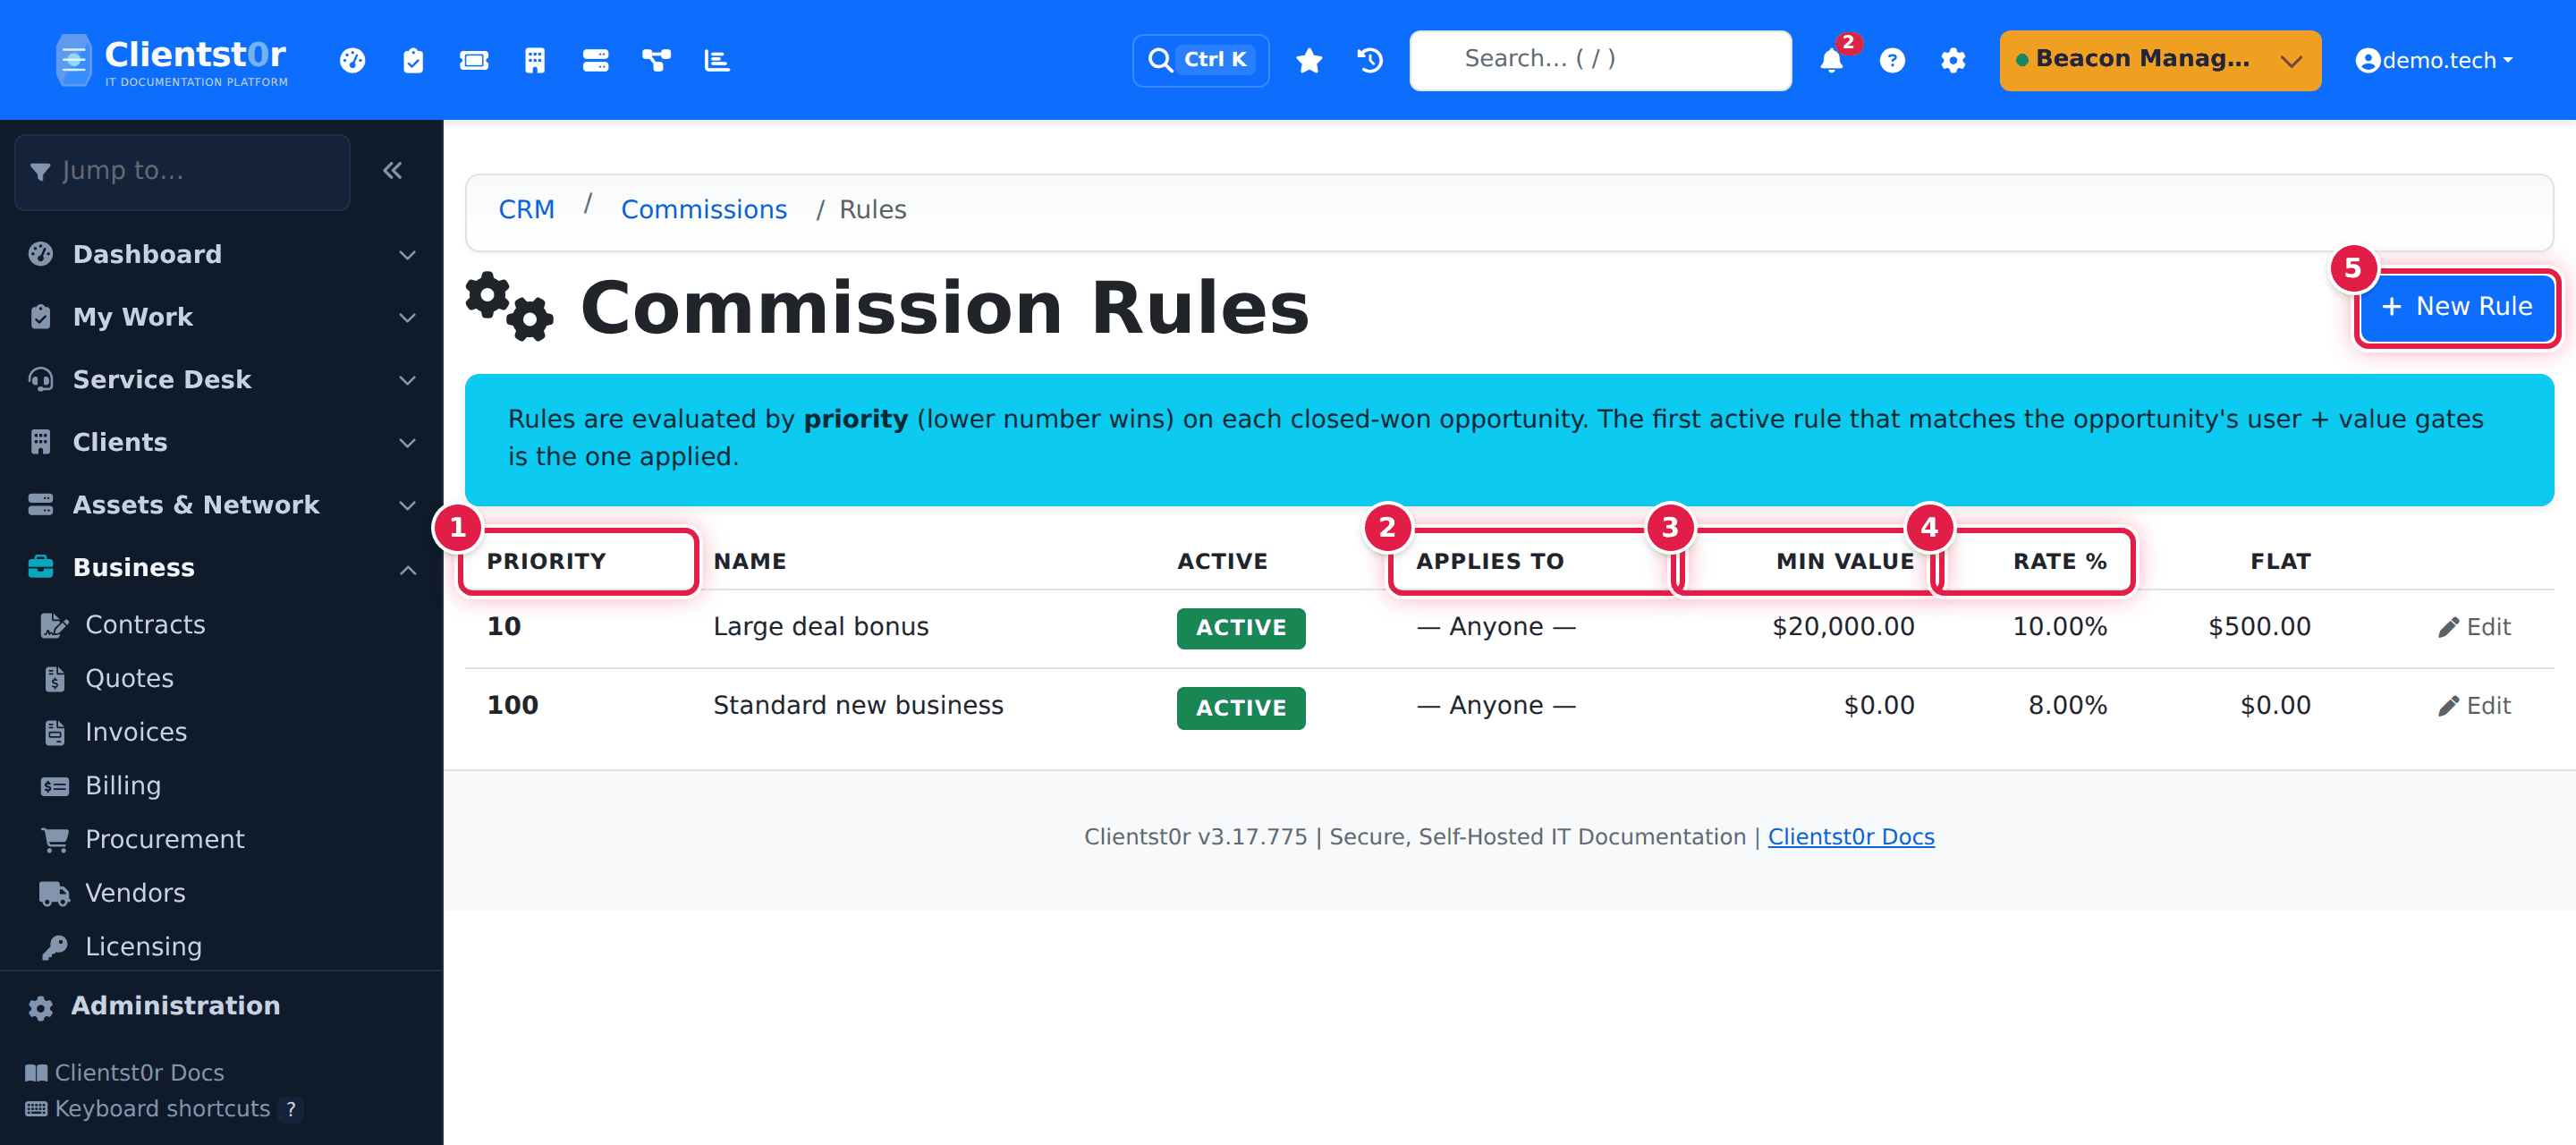 Clientst0r
IT DOCUMENTATION PLATFORM
Ctrl K
Search... ( / )
2
?
Beacon Manag...
demo.tech
Jump to...
Dashboard
My Work
Service Desk
Clients
Assets & Network
Business
Contracts
Quotes
Invoices
Billing
Procurement
Vendors
Licensing
Administration
Clientst0r Docs
Keyboard shortcuts ?
CRM / Commissions / Rules
Commission Rules
5
+ New Rule
Rules are evaluated by priority (lower number wins) on each closed-won opportunity. The first active rule that matches the opportunity's user + value gates
is the one applied.
1 2 3 4
PRIORITY NAME ACTIVE APPLIES TO MIN VALUE RATE % FLAT
10 Large deal bonus ACTIVE — Anyone — $20,000.00 10.00% $500.00 Edit
100 Standard new business ACTIVE — Anyone — $0.00 8.00% $0.00 Edit
Clientst0r v3.17.775 | Secure, Self-Hosted IT Documentation | Clientst0r Docs